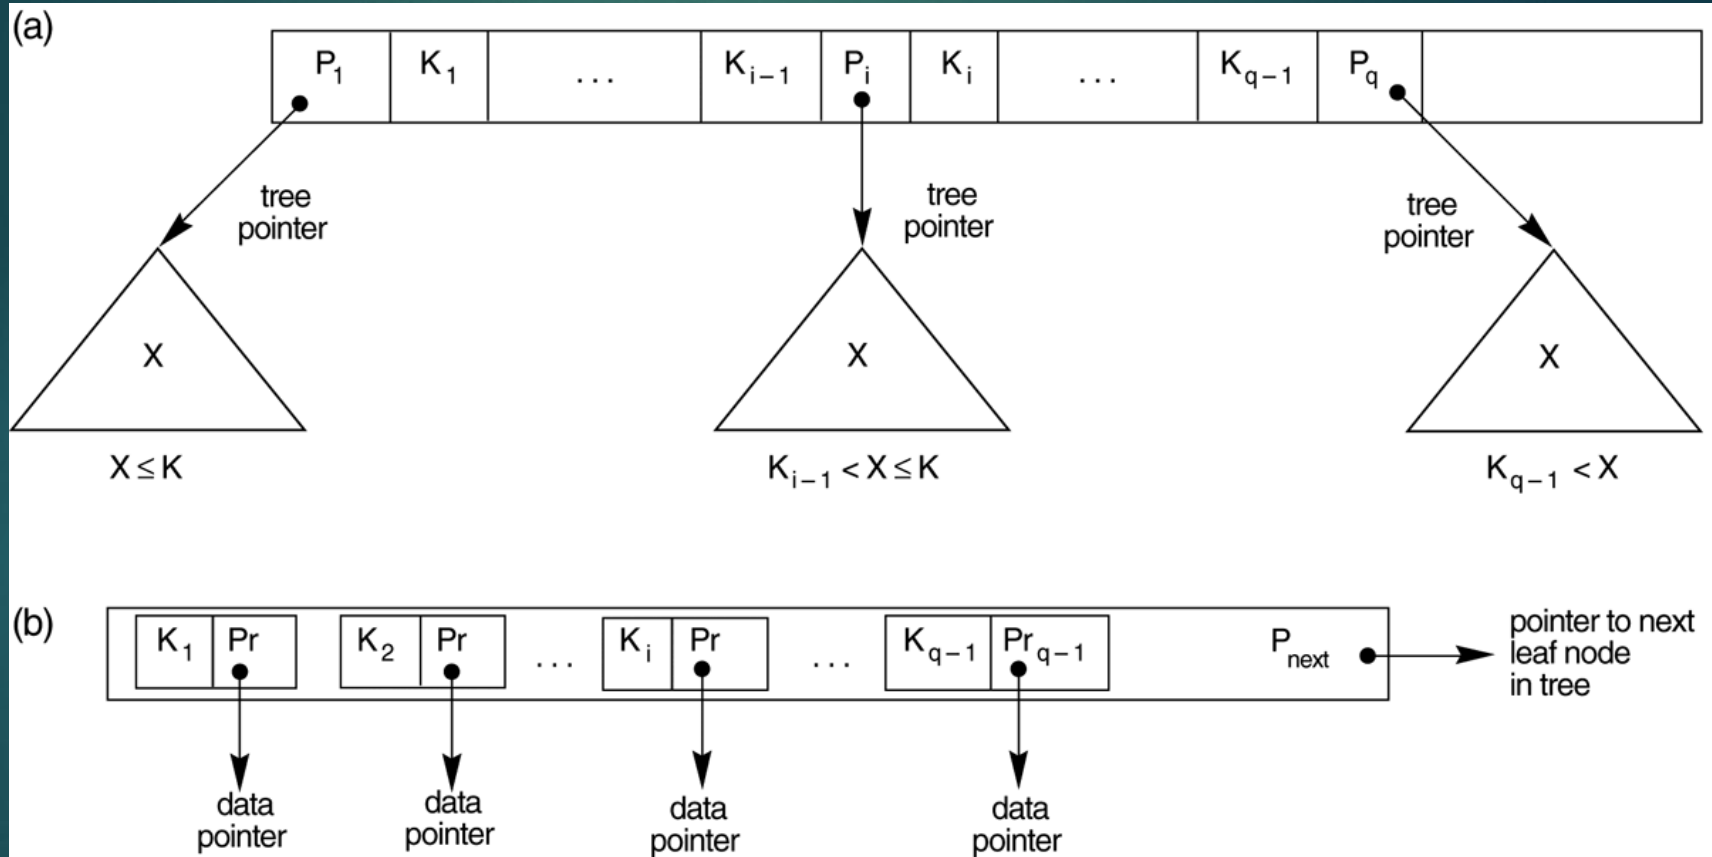 (a)
P1 K1 ... Ki−1 Pi Ki ... Kq−1 Pq
tree
pointer
tree
pointer
tree
pointer
X X X
X ≤ K
Ki−1 < X ≤ K
Kq−1 < X
(b)
K1 Pr K2 Pr ... Ki Pr ... Kq−1 Prq−1 Pnext
pointer to next
leaf node
in tree
data
pointer
data
pointer
data
pointer
data
pointer